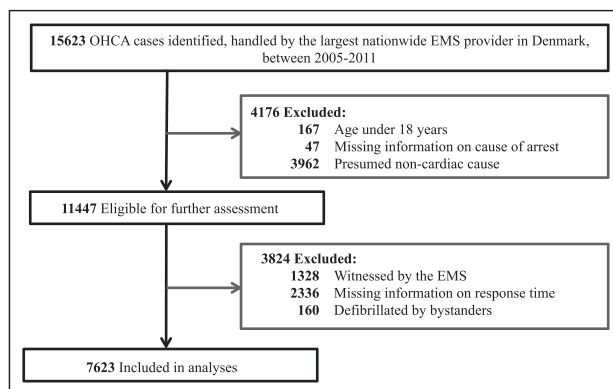 15623 OHCA cases identified, handled by the largest nationwide EMS provider in Denmark,
between 2005-2011
4176 Excluded:
167 Age under 18 years
47 Missing information on cause of arrest
3962 Presumed non-cardiac cause
11447 Eligible for further assessment
3824 Excluded:
1328 Witnessed by the EMS
2336 Missing information on response time
160 Defibrillated by bystanders
7623 Included in analyses